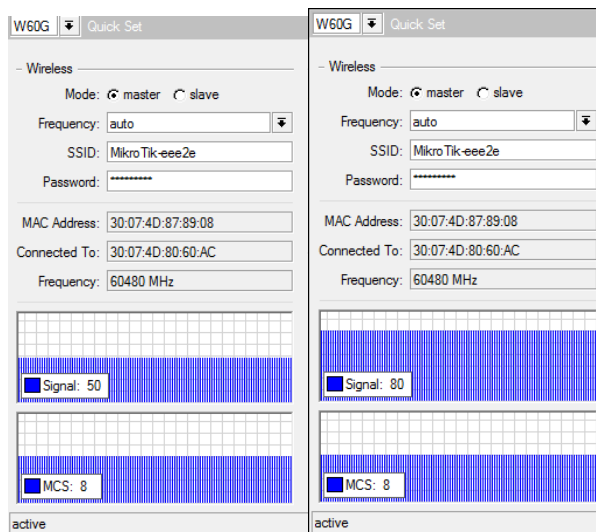 W60G Quick Set
Wireless
Mode: master slave
Frequency: auto
SSID: MikroTik-eee2e
Password: *********
MAC Address: 30:07:4D:87:89:08
Connected To: 30:07:4D:80:60:AC
Frequency: 60480 MHz
Signal: 50
MCS: 8
active
W60G Quick Set
Wireless
Mode: master slave
Frequency: auto
SSID: MikroTik-eee2e
Password: *********
MAC Address: 30:07:4D:87:89:08
Connected To: 30:07:4D:80:60:AC
Frequency: 60480 MHz
Signal: 80
MCS: 8
active